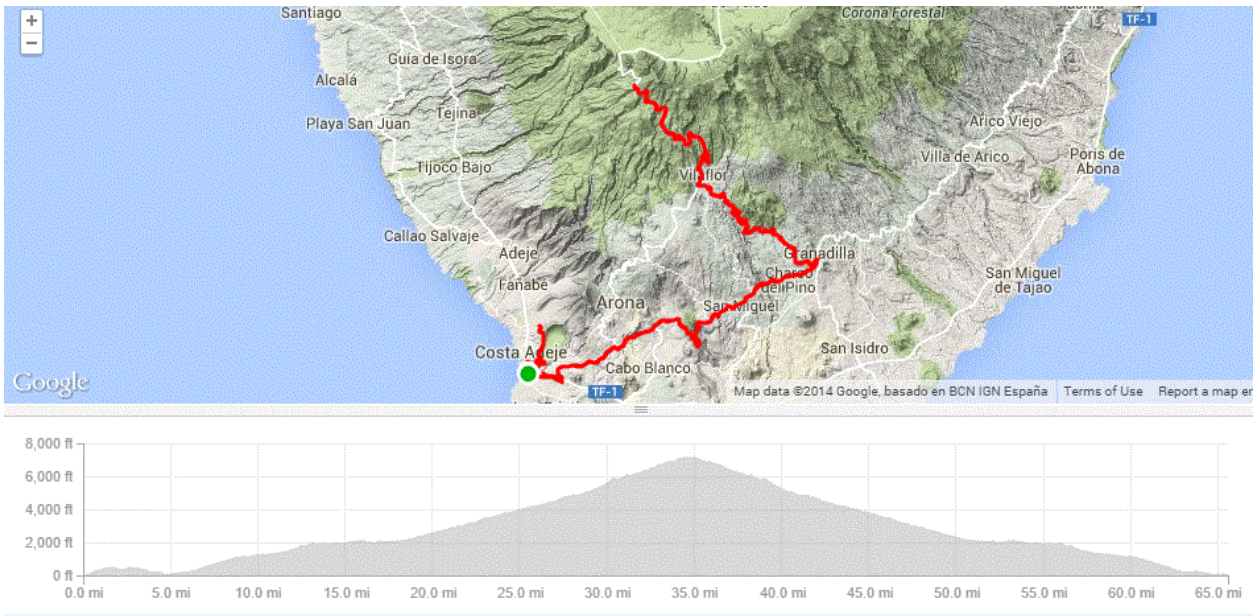 +
−
Santiago
Corona Forestal
TF-1
Guía de Isora
Alcalá
Tejina
Playa San Juan
Arico Viejo
Villa de Arico
Poris de
Abona
Tijoco Bajo
Vilaflor
Callao Salvaje
Adeje
Granadilla
Fañabé
Charco
del Pino
San Miguel
de Tajao
Arona
San Miguel
Costa Adeje
San Isidro
Cabo Blanco
TF-1
Google
Map data ©2014 Google, basado en BCN IGN España
Terms of Use
Report a map er
8,000 ft
6,000 ft
4,000 ft
2,000 ft
0 ft
0.0 mi 5.0 mi 10.0 mi 15.0 mi 20.0 mi 25.0 mi 30.0 mi 35.0 mi 40.0 mi 45.0 mi 50.0 mi 55.0 mi 60.0 mi 65.0 mi